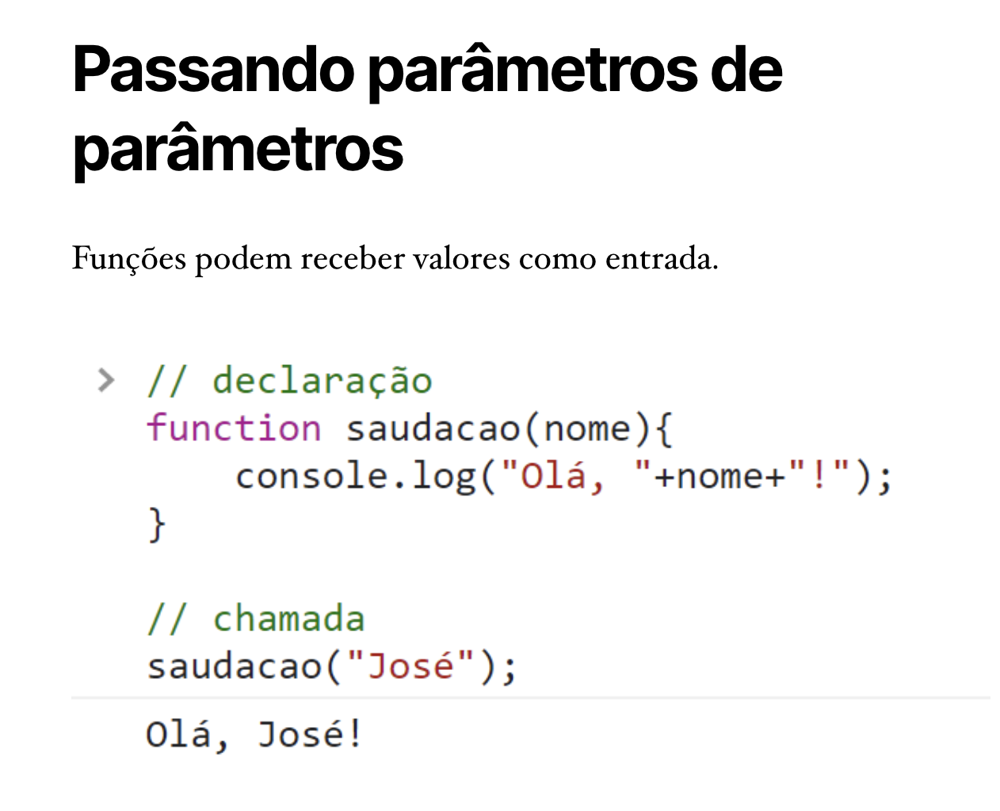 Passando parâmetros de
parâmetros
Funções podem receber valores como entrada.
> // declaração
function saudacao(nome){
    console.log("Olá, "+nome+"!");
}
// chamada
saudacao("José");
Olá, José!